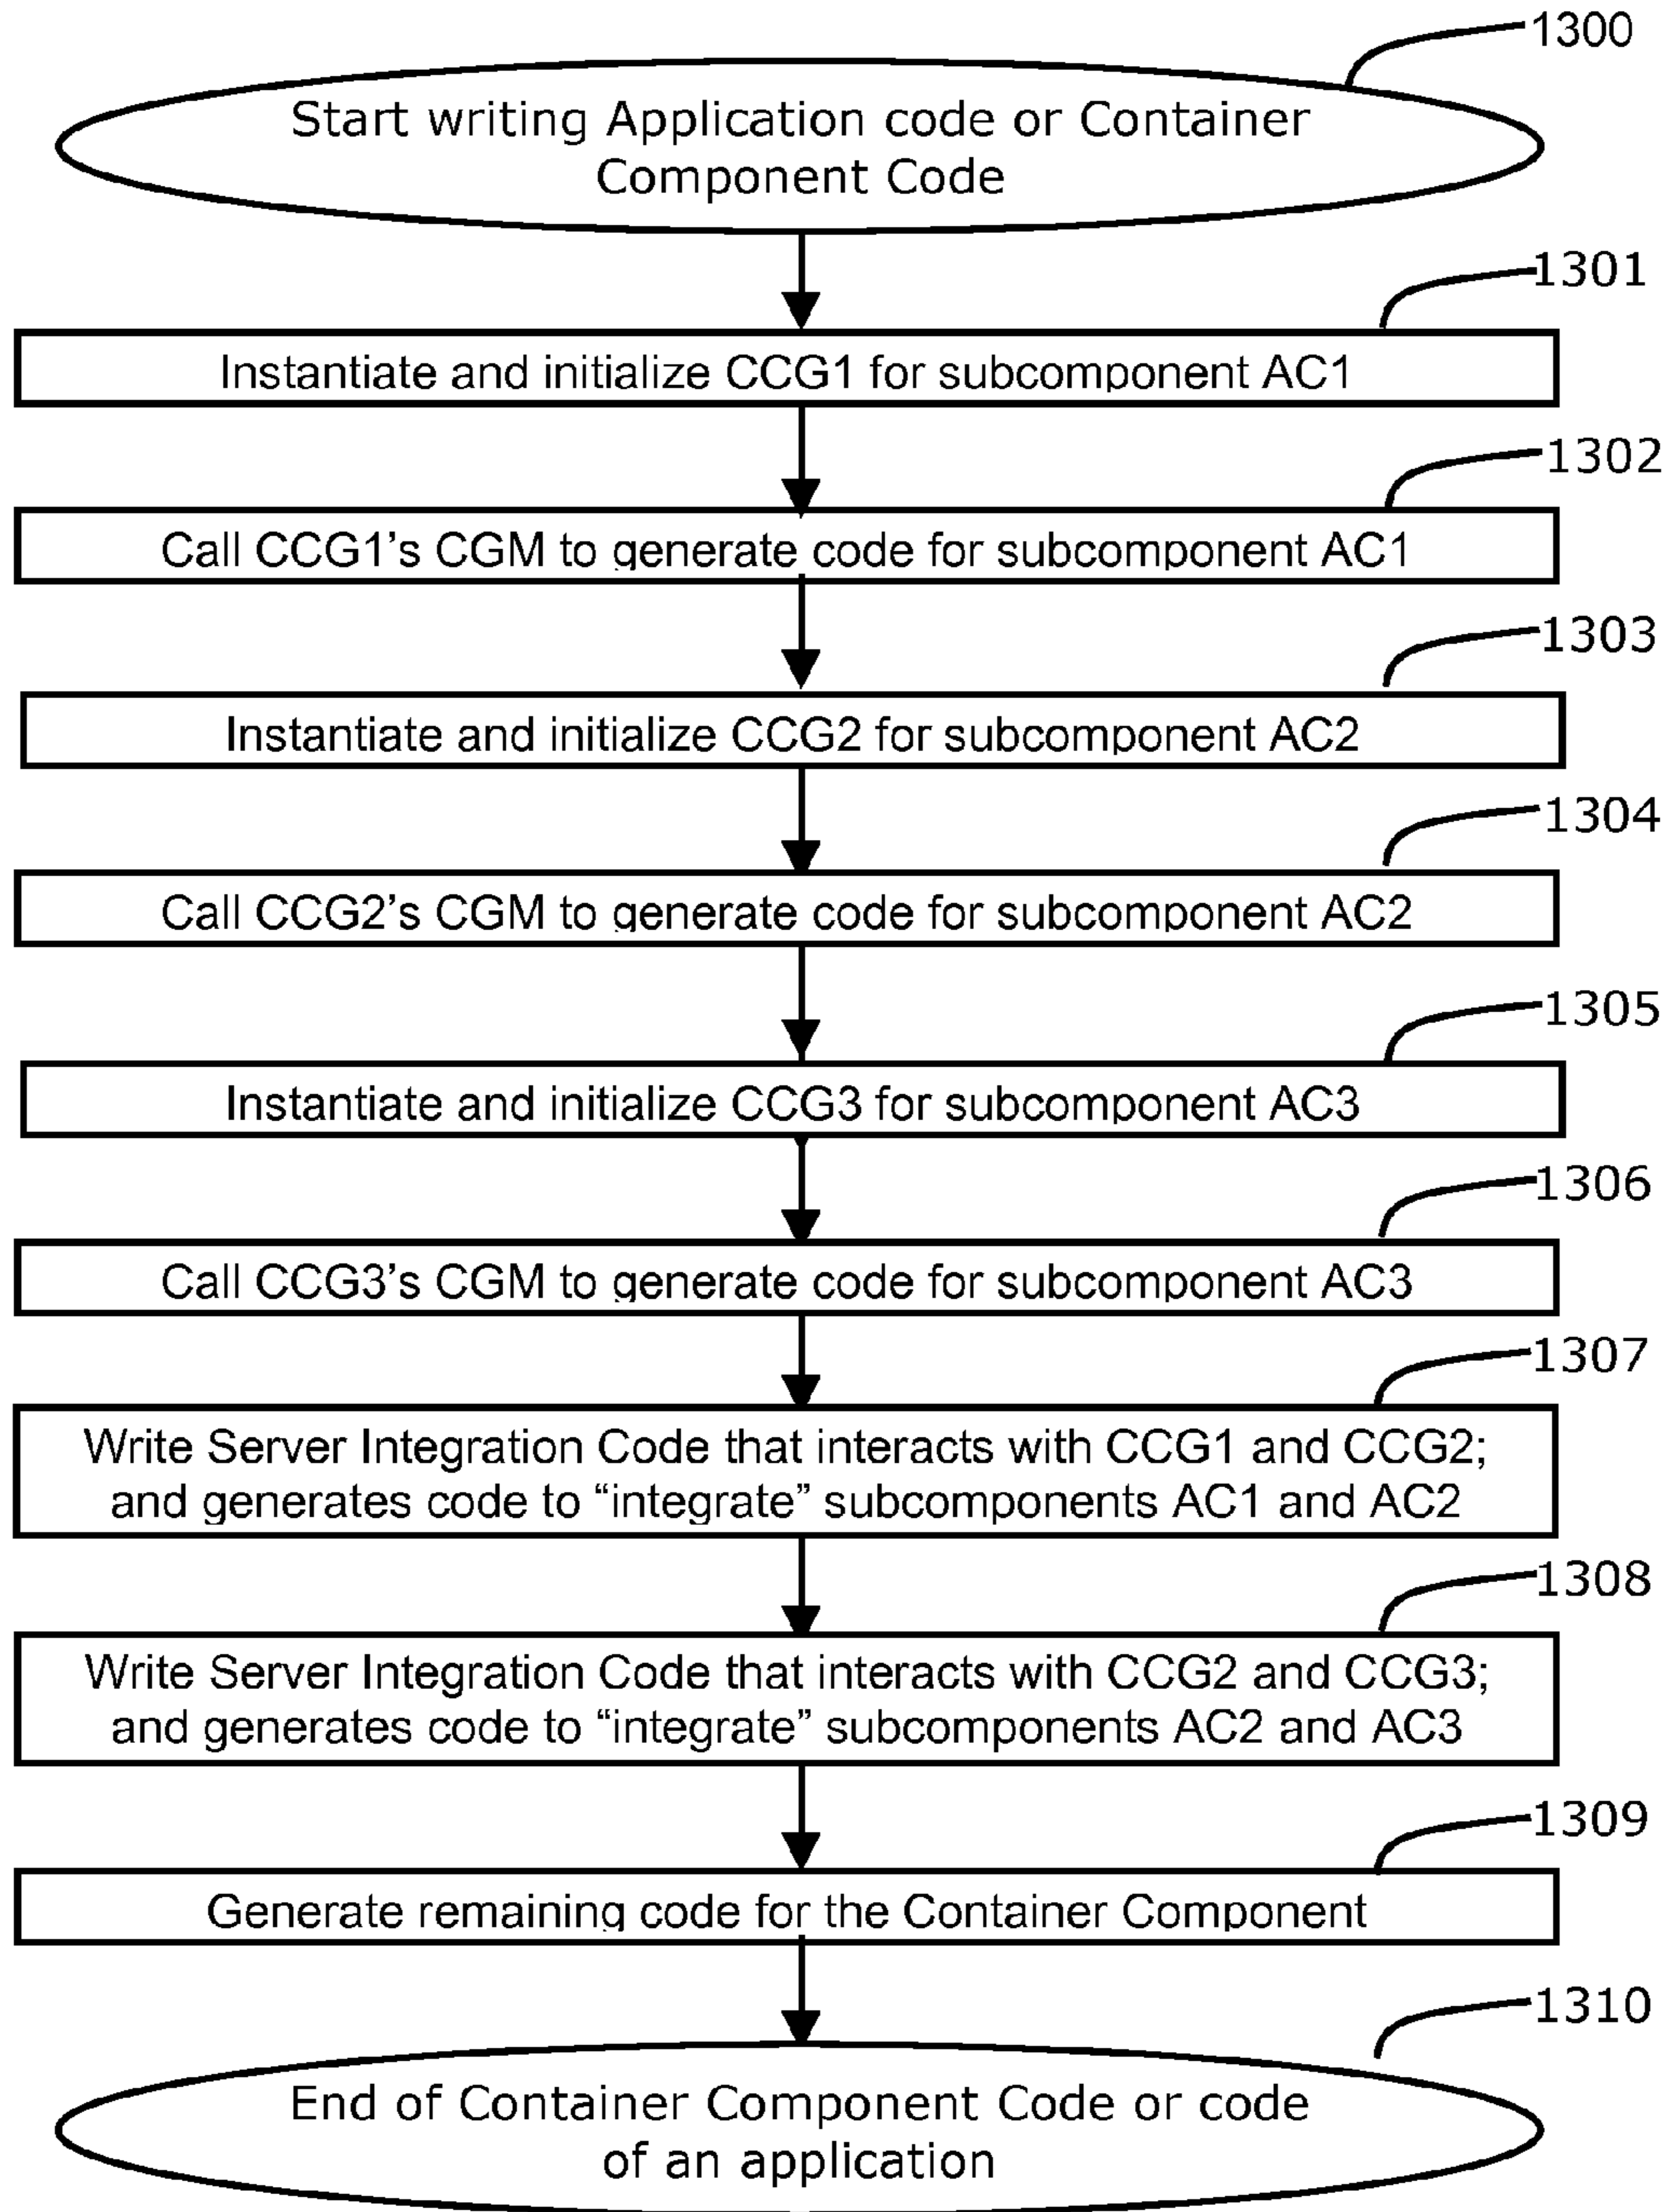 1300
Start writing Application code or Container
Component Code
1301
Instantiate and initialize CCG1 for subcomponent AC1
1302
Call CCG1’s CGM to generate code for subcomponent AC1
1303
Instantiate and initialize CCG2 for subcomponent AC2
1304
Call CCG2’s CGM to generate code for subcomponent AC2
1305
Instantiate and initialize CCG3 for subcomponent AC3
1306
Call CCG3’s CGM to generate code for subcomponent AC3
1307
Write Server Integration Code that interacts with CCG1 and CCG2;
and generates code to “integrate” subcomponents AC1 and AC2
1308
Write Server Integration Code that interacts with CCG2 and CCG3;
and generates code to “integrate” subcomponents AC2 and AC3
1309
Generate remaining code for the Container Component
1310
End of Container Component Code or code
of an application